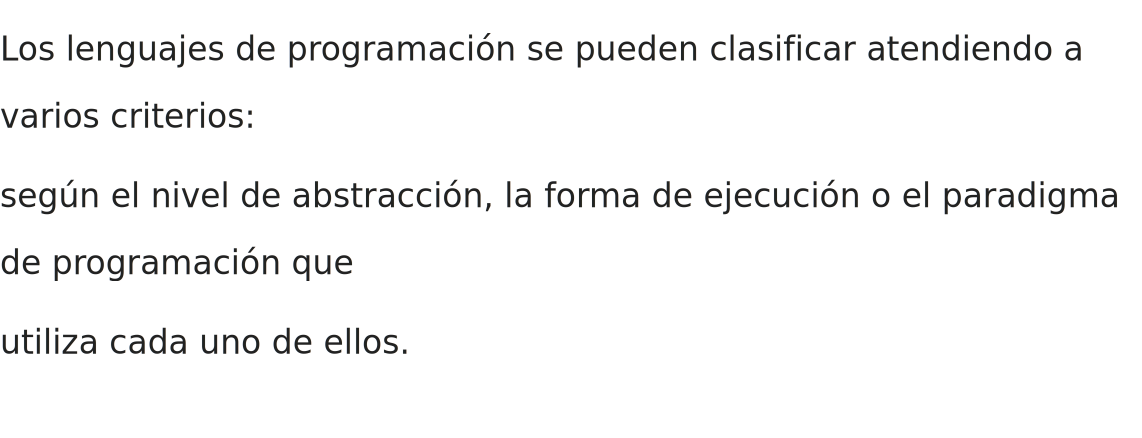 Los lenguajes de programación se pueden clasificar atendiendo a
varios criterios:
según el nivel de abstracción, la forma de ejecución o el paradigma
de programación que
utiliza cada uno de ellos.